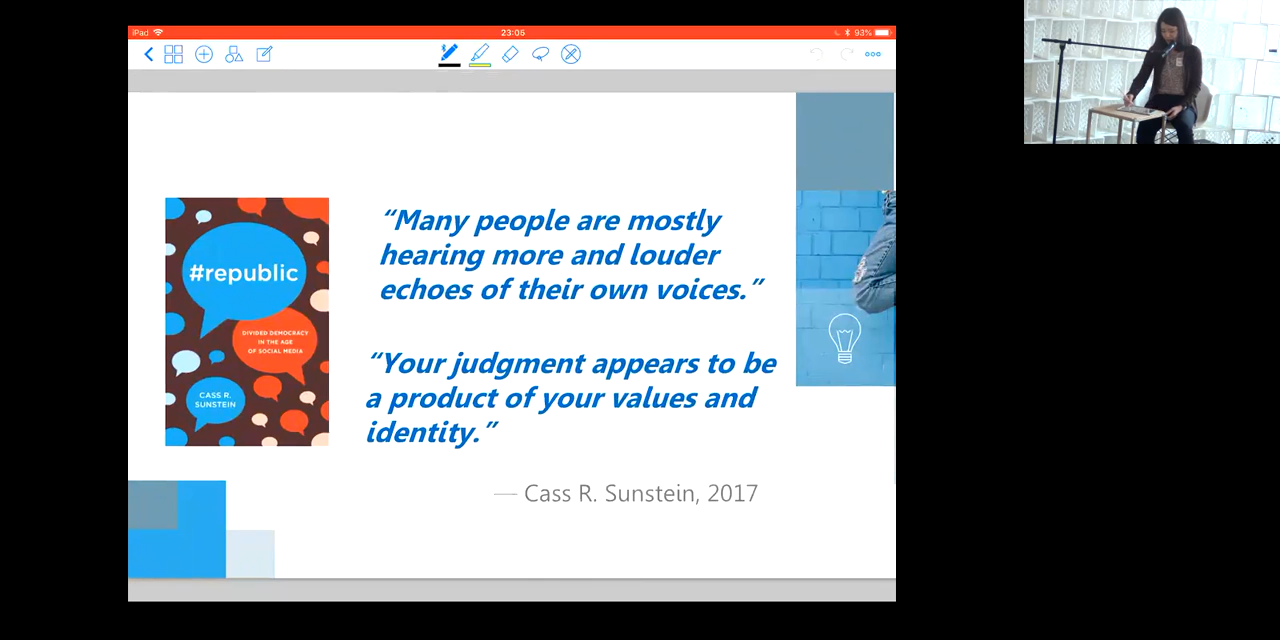 iPad
23:05
93%
#republic
DIVIDED DEMOCRACY
IN THE AGE
OF SOCIAL MEDIA
CASS R.
SUNSTEIN
“Many people are mostly
hearing more and louder
echoes of their own voices.”
“Your judgment appears to be
a product of your values and
identity.”
— Cass R. Sunstein, 2017